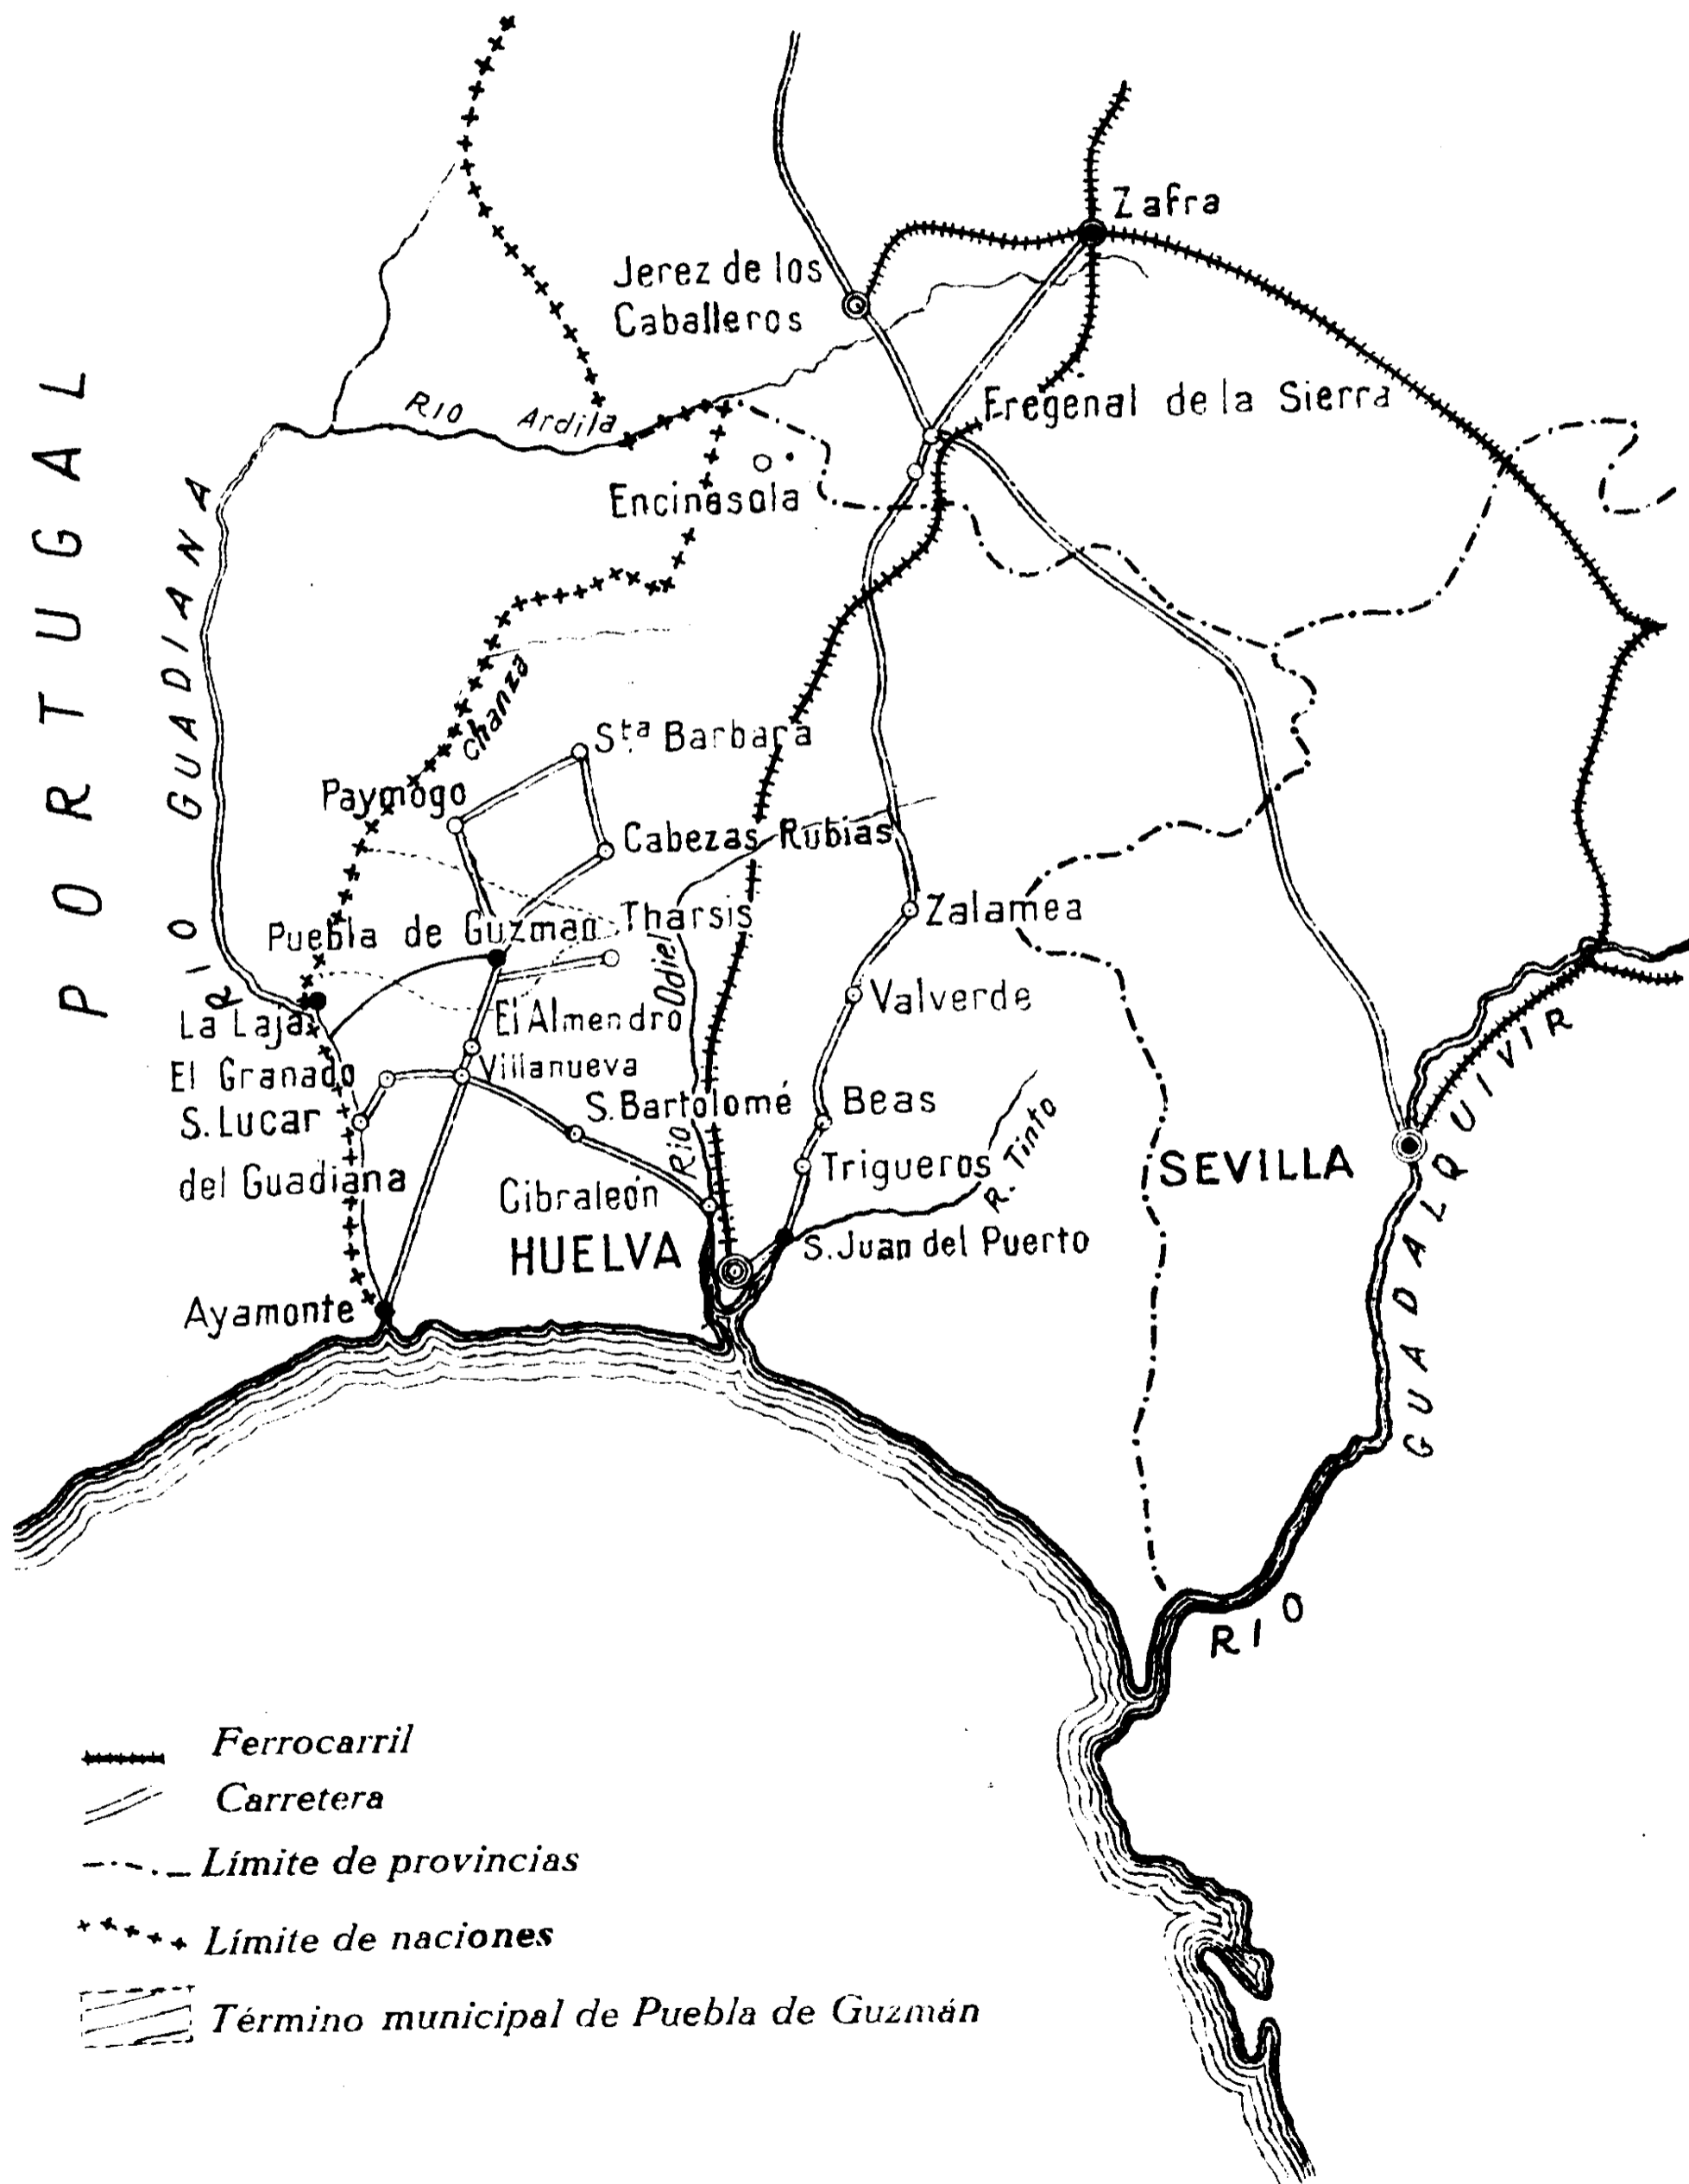 Zafra
Jerez de los
Caballeros
Fregenal de la Sierra
RIO Ardila
Encinasola
PORTUGAL
RIO GUADIANA
Chanza
Sta Barbara
Paymogo
Cabezas Rubias
Tharsis
Zalamea
Puebla de Guzman
Rio Odiel
Valverde
La Laja
El Almendro
El Granado
Villanueva
S. Lucar
del Guadiana
S. Bartolomé
Beas
Trigueros
R. Tinto
SEVILLA
Gibraleón
HUELVA
S. Juan del Puerto
Ayamonte
RIO GUADALQUIVIR
Ferrocarril
Carretera
Límite de provincias
Límite de naciones
Término municipal de Puebla de Guzmán